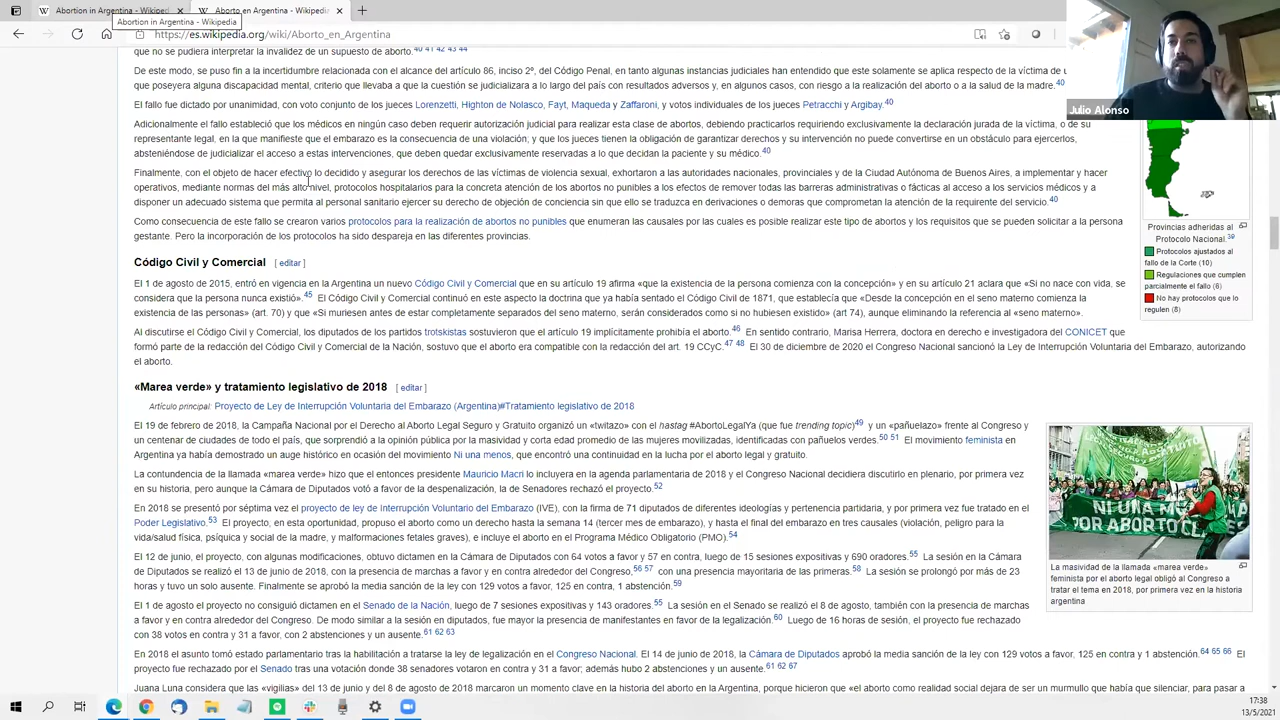 Abortion in Argentina - Wikipedi
Aborto en Argentina - Wikipedi
Abortion in Argentina - Wikipedia
https://es.wikipedia.org/wiki/Aborto_en_Argentina
Julio Alonso
que no se pudiera interpretar la invalidez de un supuesto de aborto.40 41 42 43 44
De este modo, se puso fin a la incertidumbre relacionada con el alcance del artículo 86, inciso 2º, del Código Penal, en tanto algunas instancias judiciales han entendido que este solamente se aplica respecto de la víctima de u
que poseyera alguna discapacidad mental, criterio que llevaba a que la cuestión se judicializara a lo largo del país con resultados adversos y, en algunos casos, con riesgo a la realización del aborto o a la salud de la madre.40
El fallo fue dictado por unanimidad, con voto conjunto de los jueces Lorenzetti, Highton de Nolasco, Fayt, Maqueda y Zaffaroni, y votos individuales de los jueces Petracchi y Argibay.40
Adicionalmente el fallo estableció que los médicos en ningún caso deben requerir autorización judicial para realizar esta clase de abortos, debiendo practicarlos requiriendo exclusivamente la declaración jurada de la víctima, o de su
representante legal, en la que manifieste que el embarazo es la consecuencia de una violación; y que los jueces tienen la obligación de garantizar derechos y su intervención no puede convertirse en un obstáculo para ejercerlos,
absteniéndose de judicializar el acceso a estas intervenciones, que deben quedar exclusivamente reservadas a lo que decidan la paciente y su médico.40
Finalmente, con el objeto de hacer efectivo lo decidido y asegurar los derechos de las víctimas de violencia sexual, exhortaron a las autoridades nacionales, provinciales y de la Ciudad Autónoma de Buenos Aires, a implementar y hacer
operativos, mediante normas del más alto nivel, protocolos hospitalarios para la concreta atención de los abortos no punibles a los efectos de remover todas las barreras administrativas o fácticas al acceso a los servicios médicos y a
disponer un adecuado sistema que permita al personal sanitario ejercer su derecho de objeción de conciencia sin que ello se traduzca en derivaciones o demoras que comprometan la atención de la requirente del servicio.40
Como consecuencia de este fallo se crearon varios protocolos para la realización de abortos no punibles que enumeran las causales por las cuales es posible realizar este tipo de abortos y los requisitos que se pueden solicitar a la persona
gestante. Pero la incorporación de los protocolos ha sido despareja en las diferentes provincias.
Provincias adheridas al
Protocolo Nacional.39
Protocolos ajustados al
fallo de la Corte (10)
Regulaciones que cumplen
parcialmente el fallo (6)
No hay protocolos que lo
regulen (8)
Código Civil y Comercial [ editar ]
El 1 de agosto de 2015, entró en vigencia en la Argentina un nuevo Código Civil y Comercial que en su artículo 19 afirma «que la existencia de la persona comienza con la concepción» y en su artículo 21 aclara que «Si no nace con vida, se
considera que la persona nunca existió».45 El Código Civil y Comercial continuó en este aspecto la doctrina que ya había sentado el Código Civil de 1871, que establecía que «Desde la concepción en el seno materno comienza la
existencia de las personas» (art. 70) y que «Si muriesen antes de estar completamente separados del seno materno, serán considerados como si no hubiesen existido» (art 74), aunque eliminando la referencia al «seno materno».
Al discutirse el Código Civil y Comercial, los diputados de los partidos trotskistas sostuvieron que el artículo 19 implícitamente prohibía el aborto.46 En sentido contrario, Marisa Herrera, doctora en derecho e investigadora del CONICET que
formó parte de la redacción del Código Civil y Comercial de la Nación, sostuvo que el aborto era compatible con la redacción del art. 19 CCyC.47 48 El 30 de diciembre de 2020 el Congreso Nacional sancionó la Ley de Interrupción Voluntaria del Embarazo, autorizando
el aborto.
«Marea verde» y tratamiento legislativo de 2018 [ editar ]
Artículo principal: Proyecto de Ley de Interrupción Voluntaria del Embarazo (Argentina)#Tratamiento legislativo de 2018
El 19 de febrero de 2018, la Campaña Nacional por el Derecho al Aborto Legal Seguro y Gratuito organizó un «twitazo» con el hastag #AbortoLegalYa (que fue trending topic)49 y un «pañuelazo» frente al Congreso y
un centenar de ciudades de todo el país, que sorprendió a la opinión pública por la masividad y corta edad promedio de las mujeres movilizadas, identificadas con pañuelos verdes.50 51 El movimiento feminista en
Argentina ya había demostrado un auge histórico en ocasión del movimiento Ni una menos, que encontró una continuidad en la lucha por el aborto legal y gratuito.
La contundencia de la llamada «marea verde» hizo que el entonces presidente Mauricio Macri lo incluyera en la agenda parlamentaria de 2018 y el Congreso Nacional decidiera discutirlo en plenario, por primera vez
en su historia, pero aunque la Cámara de Diputados votó a favor de la despenalización, la de Senadores rechazó el proyecto.52
En 2018 se presentó por séptima vez el proyecto de ley de Interrupción Voluntario del Embarazo (IVE), con la firma de 71 diputados de diferentes ideologías y pertenencia partidaria, y por primera vez fue tratado en el
Poder Legislativo.53 El proyecto, en esta oportunidad, propuso el aborto como un derecho hasta la semana 14 (tercer mes de embarazo), y hasta el final del embarazo en tres causales (violación, peligro para la
vida/salud física, psíquica y social de la madre, y malformaciones fetales graves), e incluye el aborto en el Programa Médico Obligatorio (PMO).54
El 12 de junio, el proyecto, con algunas modificaciones, obtuvo dictamen en la Cámara de Diputados con 64 votos a favor y 57 en contra, luego de 15 sesiones expositivas y 690 oradores.55 La sesión en la Cámara
de Diputados se realizó el 13 de junio de 2018, con la presencia de marchas a favor y en contra alrededor del Congreso,56 57 con una presencia mayoritaria de las primeras.58 La sesión se prolongó por más de 23
horas y tuvo un solo ausente. Finalmente se aprobó la media sanción de la ley con 129 votos a favor, 125 en contra, 1 abstención.59
El 1 de agosto el proyecto no consiguió dictamen en el Senado de la Nación, luego de 7 sesiones expositivas y 143 oradores 55 La sesión en el Senado se realizó el 8 de agosto, también con la presencia de marchas
a favor y en contra alrededor del Congreso. De modo similar a la sesión en diputados, fue mayor la presencia de manifestantes en favor de la legalización.60 Luego de 16 horas de sesión, el proyecto fue rechazado
con 38 votos en contra y 31 a favor, con 2 abstenciones y un ausente.61 62 63
NI UNA M
POR ABORTO C
La masividad de la llamada «marea verde»
feminista por el aborto legal obligó al Congreso a
tratar el tema en 2018, por primera vez en la historia
argentina
En 2018 el asunto tomó estado parlamentario tras la habilitación a tratarse la ley de legalización en el Congreso Nacional. El 14 de junio de 2018, la Cámara de Diputados aprobó la media sanción de la ley con 129 votos a favor, 125 en contra y 1 abstención.64 65 66 El
proyecto fue rechazado por el Senado tras una votación donde 38 senadores votaron en contra y 31 a favor; además hubo 2 abstenciones y un ausente.61 62 67
Juana Luna considera que las «vigilias» del 13 de junio y del 8 de agosto de 2018 marcaron un momento clave en la historia del aborto en la Argentina, porque hicieron que «el aborto como realidad social dejara de ser un murmullo que había que silenciar, para pasar a
17:38
13/5/2021